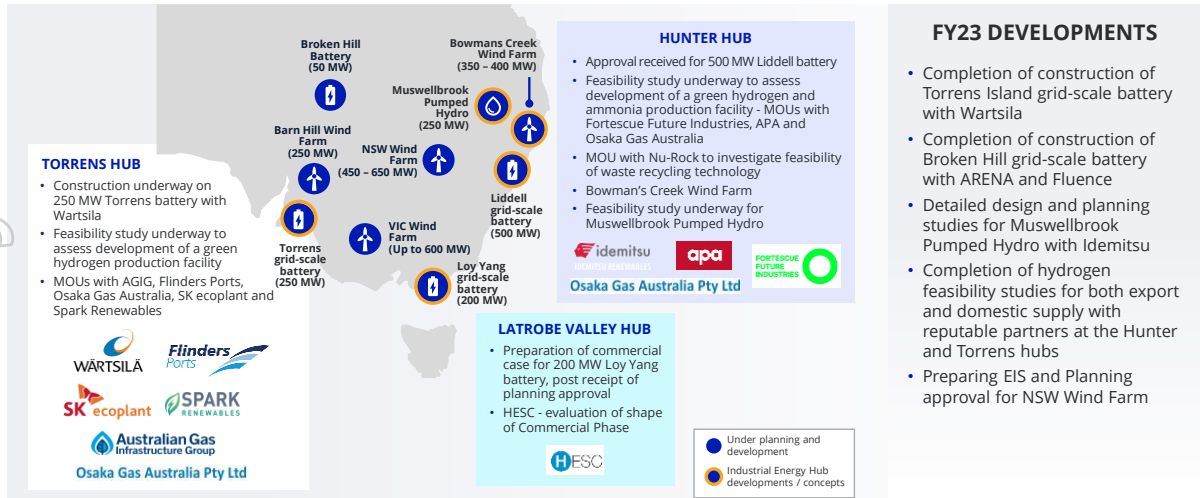 Broken Hill
Battery
(50 MW)
Bowmans Creek
Wind Farm
(350 – 400 MW)
Muswellbrook
Pumped
Hydro
(250 MW)
Barn Hill Wind
Farm
(250 MW)
NSW Wind
Farm
(450 – 650 MW)
Liddell
grid-scale
battery
(500 MW)
VIC Wind
Farm
(Up to 600 MW)
Torrens
grid-scale
battery
(250 MW)
Loy Yang
grid-scale
battery
(200 MW)
TORRENS HUB
• Construction underway on
250 MW Torrens battery with
Wartsila
• Feasibility study underway to
assess development of a green
hydrogen production facility
• MOUs with AGIG, Flinders Ports,
Osaka Gas Australia, SK ecoplant and
Spark Renewables
WÄRTSILÄ
Flinders
Ports
SK ecoplant
SPARK
RENEWABLES
Australian Gas
Infrastructure Group
Osaka Gas Australia Pty Ltd
HUNTER HUB
• Approval received for 500 MW Liddell battery
• Feasibility study underway to assess
development of a green hydrogen and
ammonia production facility - MOUs with
Fortescue Future Industries, APA and
Osaka Gas Australia
• MOU with Nu-Rock to investigate feasibility
of waste recycling technology
• Bowman's Creek Wind Farm
• Feasibility study underway for
Muswellbrook Pumped Hydro
idemitsu
IDEMITSU RENEWABLES
apa
FORTESCUE
FUTURE
INDUSTRIES
Osaka Gas Australia Pty Ltd
LATROBE VALLEY HUB
• Preparation of commercial
case for 200 MW Loy Yang
battery, post receipt of
planning approval
• HESC - evaluation of shape
of Commercial Phase
HESC
Under planning and
development
Industrial Energy Hub
developments / concepts
FY23 DEVELOPMENTS
• Completion of construction of
Torrens Island grid-scale battery
with Wartsila
• Completion of construction of
Broken Hill grid-scale battery
with ARENA and Fluence
• Detailed design and planning
studies for Muswellbrook
Pumped Hydro with Idemitsu
• Completion of hydrogen
feasibility studies for both export
and domestic supply with
reputable partners at the Hunter
and Torrens hubs
• Preparing EIS and Planning
approval for NSW Wind Farm